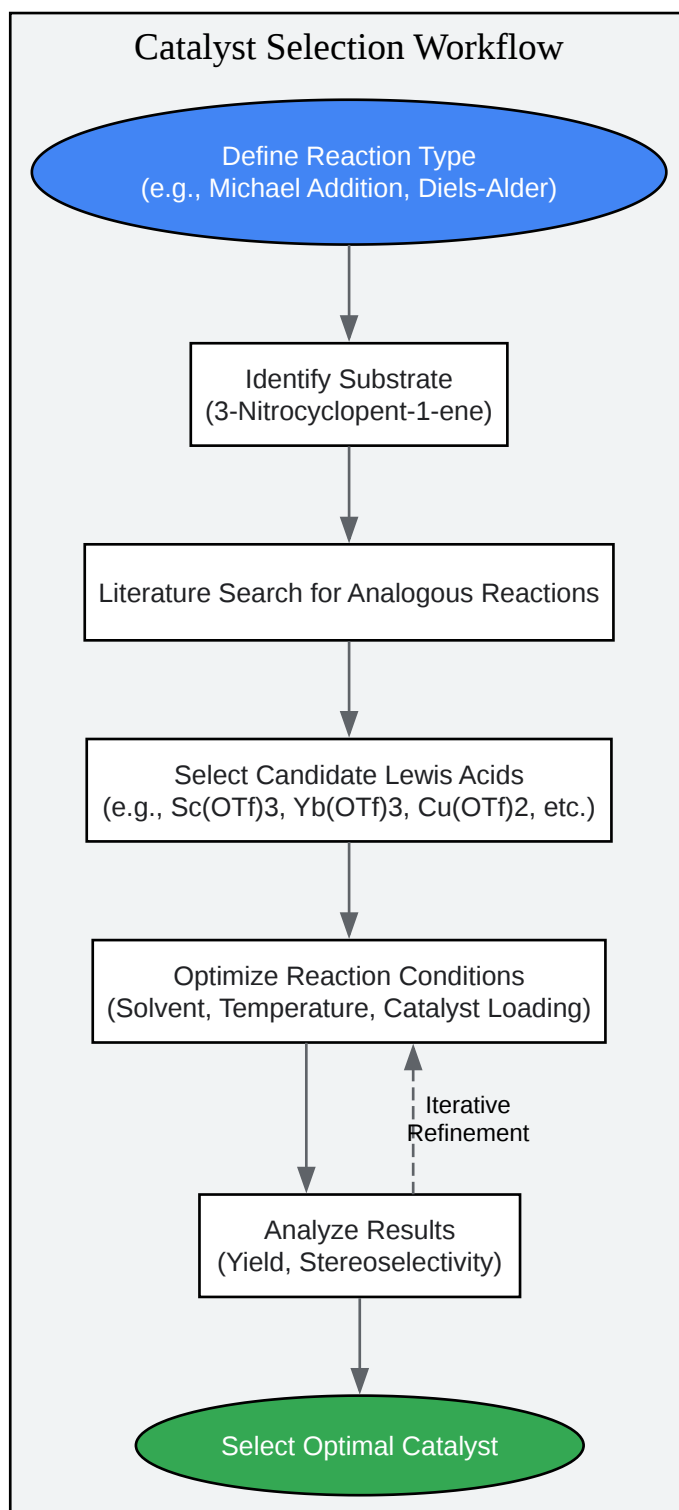 Catalyst Selection Workflow
Define Reaction Type
(e.g., Michael Addition, Diels-Alder)
Identify Substrate
(3-Nitrocyclopent-1-ene)
Literature Search for Analogous Reactions
Select Candidate Lewis Acids
(e.g., Sc(OTf)3, Yb(OTf)3, Cu(OTf)2, etc.)
Optimize Reaction Conditions
(Solvent, Temperature, Catalyst Loading)
Iterative
Refinement
Analyze Results
(Yield, Stereoselectivity)
Select Optimal Catalyst